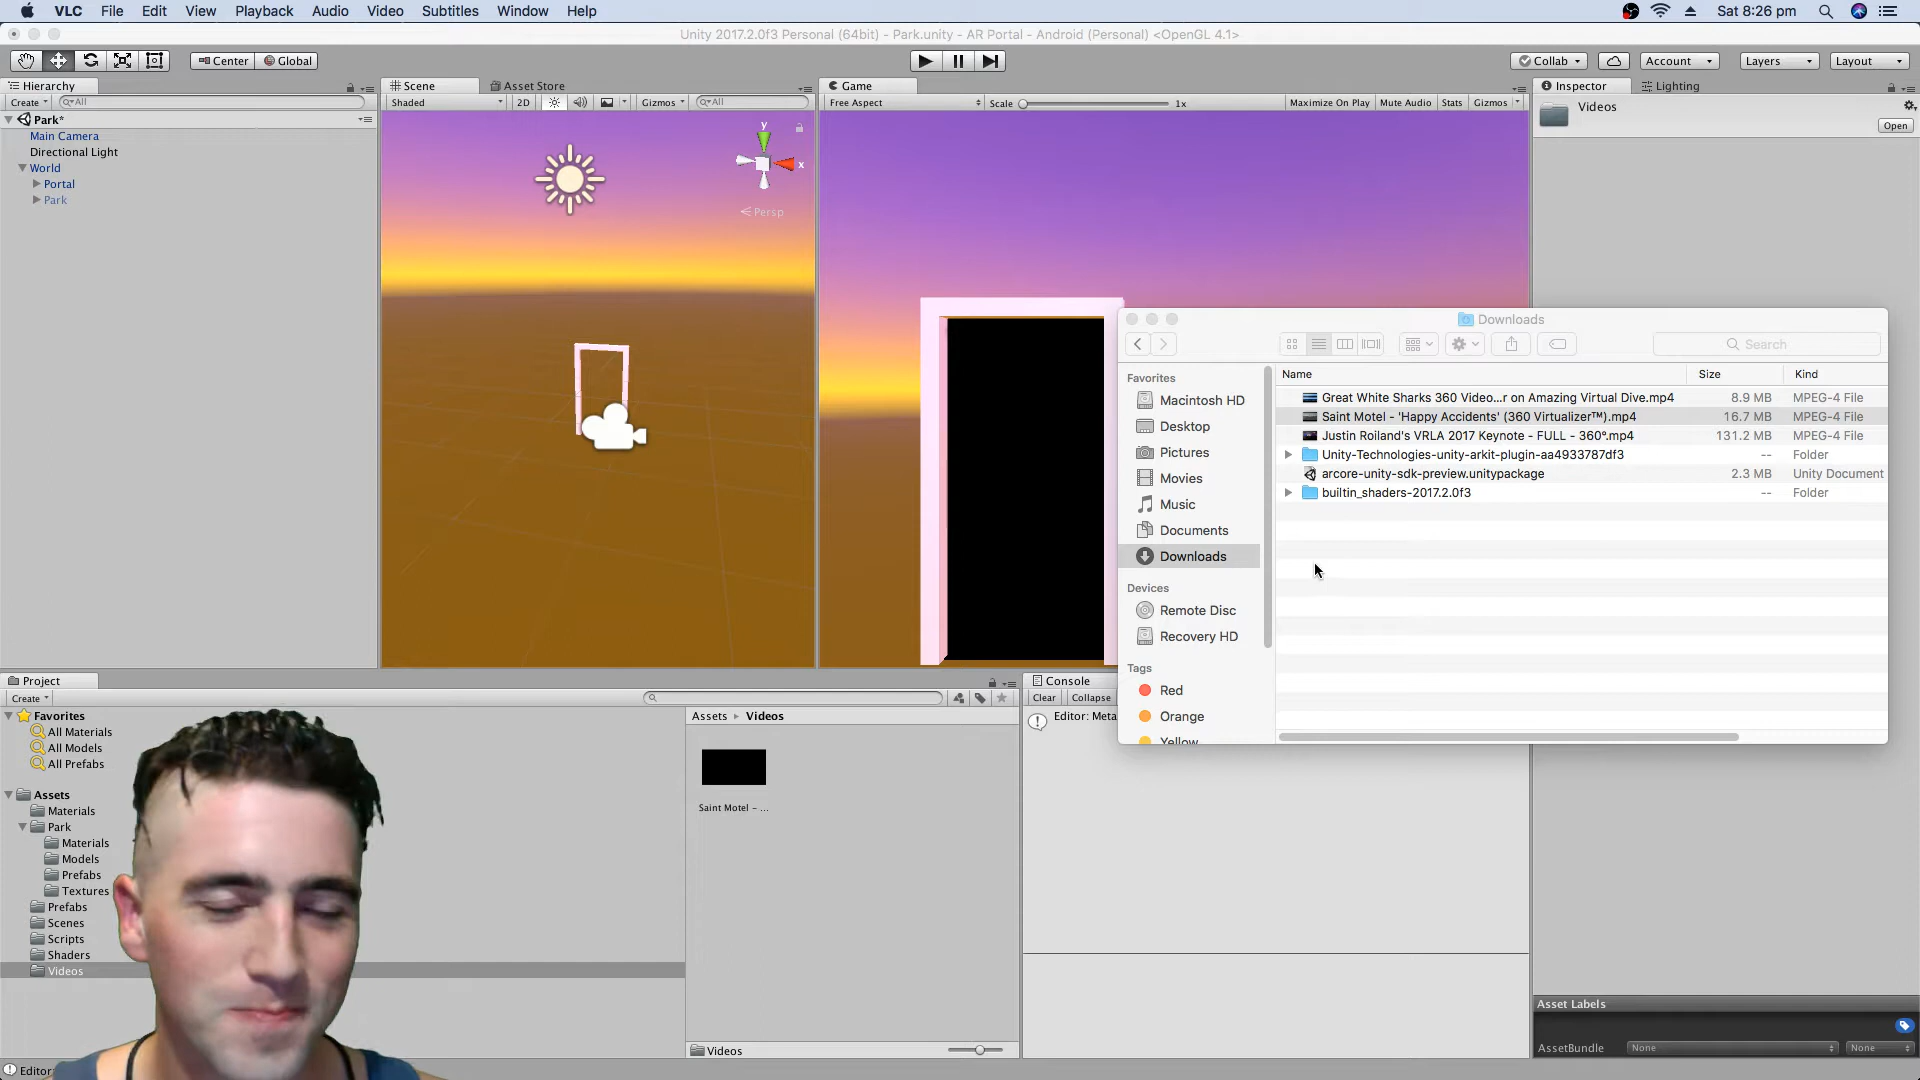 VLC File Edit View Playback Audio Video Subtitles Window Help Sat 8:26 pm
Unity 2017.2.0f3 Personal (64bit) - Park.unity - AR Portal - Android (Personal) <OpenGL 4.1>
Center Global Collab Account Layers Layout
Hierarchy Scene Asset Store Game Inspector Lighting
Create All Shaded 2D Gizmos All Free Aspect Scale 1x Maximize On Play Mute Audio Stats Gizmos Videos
Open
Park*
Main Camera
Directional Light
World
Portal
Park
y
x
Persp
Downloads
Search
Favorites Name Size Kind
Macintosh HD
Desktop
Pictures
Movies
Music
Documents
Downloads
Devices
Remote Disc
Recovery HD
Tags
Red
Orange
Yellow
Great White Sharks 360 Video...r on Amazing Virtual Dive.mp4 8.9 MB MPEG-4 File
Saint Motel - 'Happy Accidents' (360 Virtualizer™).mp4 16.7 MB MPEG-4 File
Justin Roiland's VRLA 2017 Keynote - FULL - 360°.mp4 131.2 MB MPEG-4 File
Unity-Technologies-unity-arkit-plugin-aa4933787df3 -- Folder
arcore-unity-sdk-preview.unitypackage 2.3 MB Unity Document
builtin_shaders-2017.2.0f3 -- Folder
Project
Create
Favorites
All Materials
All Models
All Prefabs
Assets
Materials
Park
Materials
Models
Prefabs
Textures
Prefabs
Scenes
Scripts
Shaders
Videos
Assets Videos
Saint Motel - ...
Videos
Console
Clear Collapse
Editor: Meta
Asset Labels
AssetBundle None None
Editor: